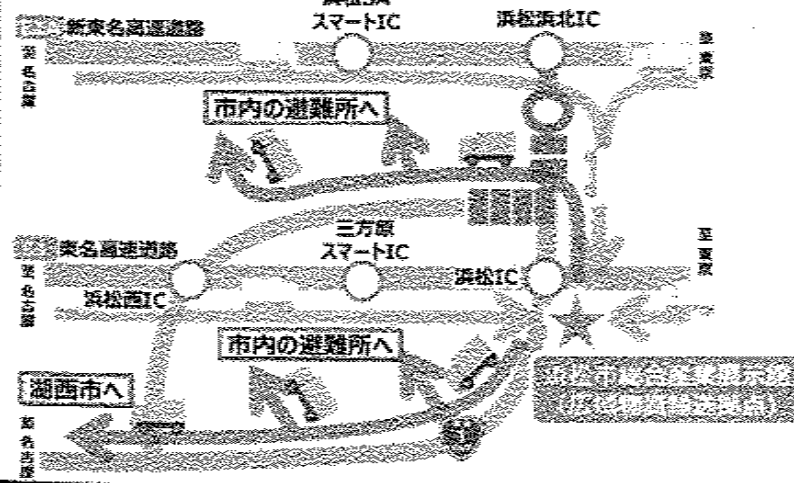 スマートIC
浜松浜北IC
新東名高速道路
至東京
至名古屋
市内の避難所へ
三方原
スマートIC
東名高速道路
浜松IC
至東京
至名古屋
浜松西IC
市内の避難所へ
湖西市へ
浜松市総合産業展示館
(広域物資輸送拠点)
至名古屋